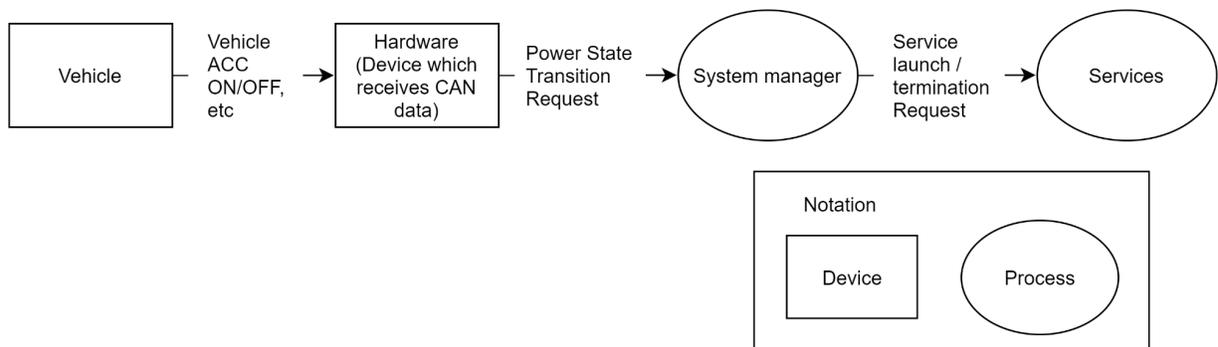 Vehicle
Vehicle
ACC
ON/OFF,
etc
Hardware
(Device which
receives CAN
data)
Power State
Transition
Request
System manager
Service
launch /
termination
Request
Services
Notation
Device
Process